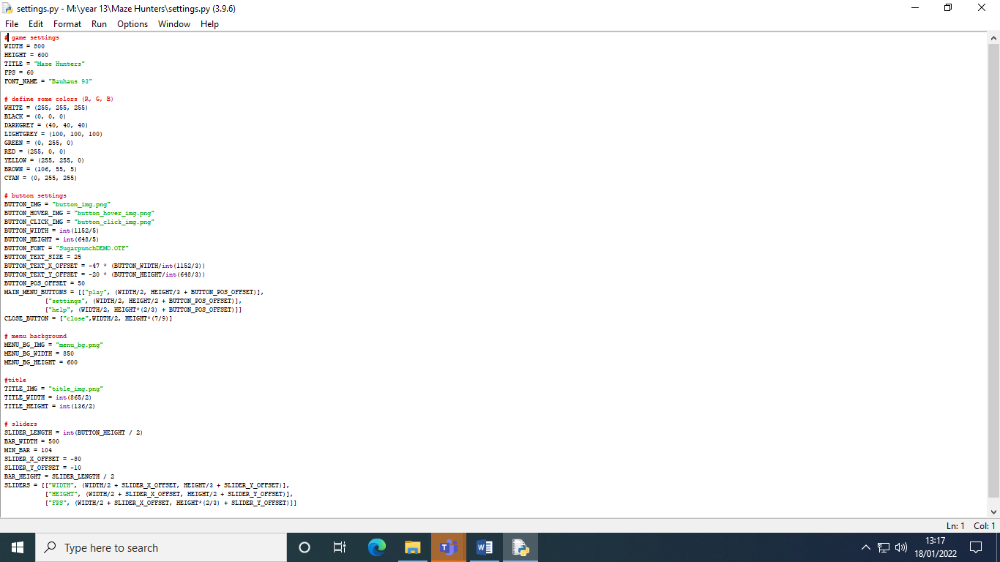 settings.py - M:\year 13\Maze Hunters\settings.py (3.9.6)
File Edit Format Run Options Window Help
# game settings
WIDTH = 800
HEIGHT = 600
TITLE = "Maze Hunters"
FPS = 60
FONT_NAME = "Bauhaus 93"
# define some colors (R, G, B)
WHITE = (255, 255, 255)
BLACK = (0, 0, 0)
DARKGREY = (40, 40, 40)
LIGHTGREY = (100, 100, 100)
GREEN = (0, 255, 0)
RED = (255, 0, 0)
YELLOW = (255, 255, 0)
BROWN = (106, 55, 5)
CYAN = (0, 255, 255)
# button settings
BUTTON_IMG = "button_img.png"
BUTTON_HOVER_IMG = "button_hover_img.png"
BUTTON_CLICK_IMG = "button_click_img.png"
BUTTON_WIDTH = int(1152/5)
BUTTON_HEIGHT = int(648/5)
BUTTON_FONT = "SugarpunchDEMO.OTF"
BUTTON_TEXT_SIZE = 25
BUTTON_TEXT_X_OFFSET = -47 * (BUTTON_WIDTH/int(1152/3))
BUTTON_TEXT_Y_OFFSET = -20 * (BUTTON_HEIGHT/int(648/3))
BUTTON_POS_OFFSET = 50
MAIN_MENU_BUTTONS = [["play", (WIDTH/2, HEIGHT/3 + BUTTON_POS_OFFSET)],
["settings", (WIDTH/2, HEIGHT/2 + BUTTON_POS_OFFSET)],
["help", (WIDTH/2, HEIGHT*(2/3) + BUTTON_POS_OFFSET)]]
CLOSE_BUTTON = ["close",WIDTH/2, HEIGHT*(7/9)]
# menu background
MENU_BG_IMG = "menu_bg.png"
MENU_BG_WIDTH = 850
MENU_BG_HEIGHT = 600
#title
TITLE_IMG = "title_img.png"
TITLE_WIDTH = int(865/2)
TITLE_HEIGHT = int(136/2)
# sliders
SLIDER_LENGTH = int(BUTTON_HEIGHT / 2)
BAR_WIDTH = 500
MIN_BAR = 104
SLIDER_X_OFFSET = -80
SLIDER_Y_OFFSET = -10
BAR_HEIGHT = SLIDER_LENGTH / 2
SLIDERS = [["WIDTH", (WIDTH/2 + SLIDER_X_OFFSET, HEIGHT/3 + SLIDER_Y_OFFSET)],
["HEIGHT", (WIDTH/2 + SLIDER_X_OFFSET, HEIGHT/2 + SLIDER_Y_OFFSET)],
["FPS", (WIDTH/2 + SLIDER_X_OFFSET, HEIGHT*(2/3) + SLIDER_Y_OFFSET)]]
Ln: 1 Col: 1
Type here to search
13:17
18/01/2022